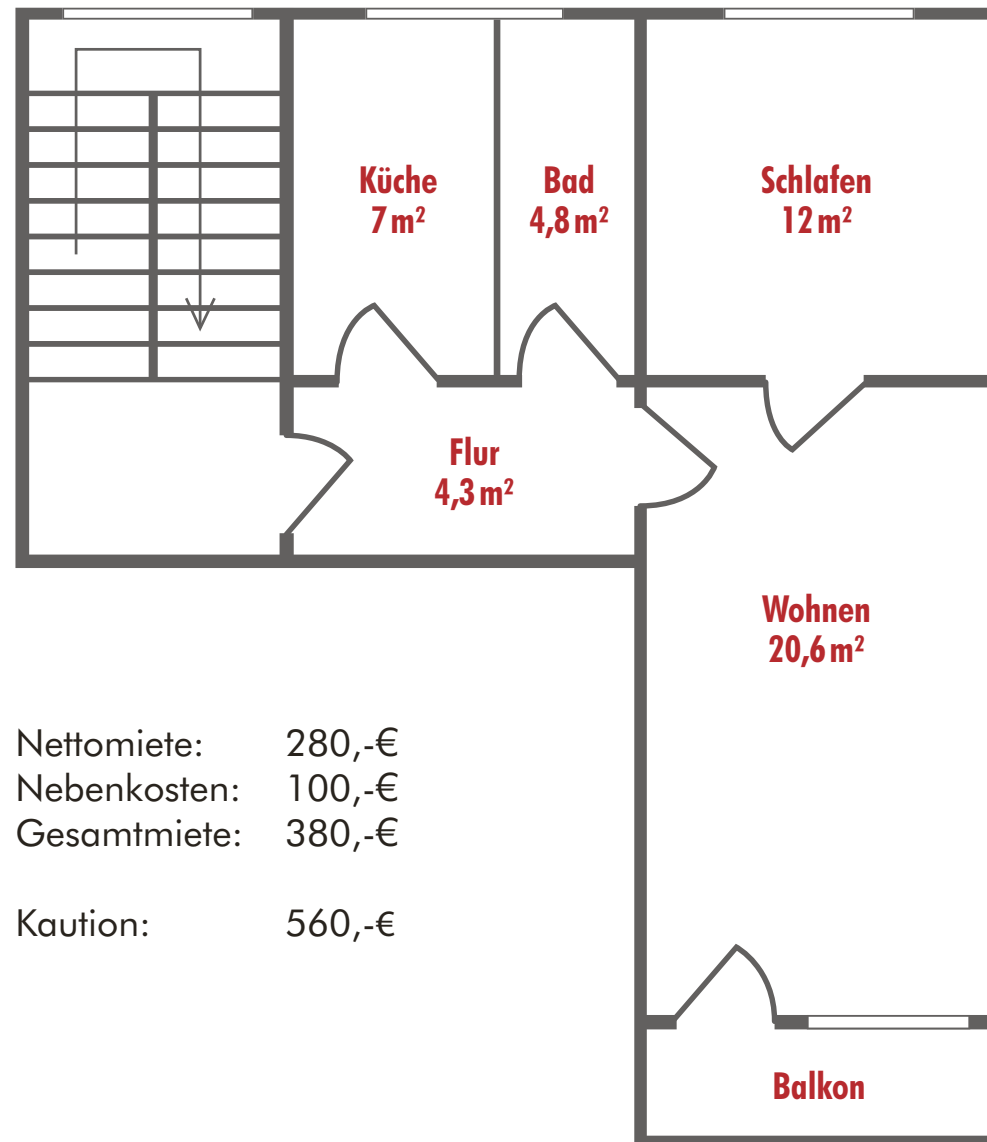 Küche
7 m²
Bad
4,8 m²
Schlafen
12 m²
Flur
4,3 m²
Wohnen
20,6 m²
Nettomiete: 280,-€
Nebenkosten: 100,-€
Gesamtmiete: 380,-€
Kaution: 560,-€
Balkon